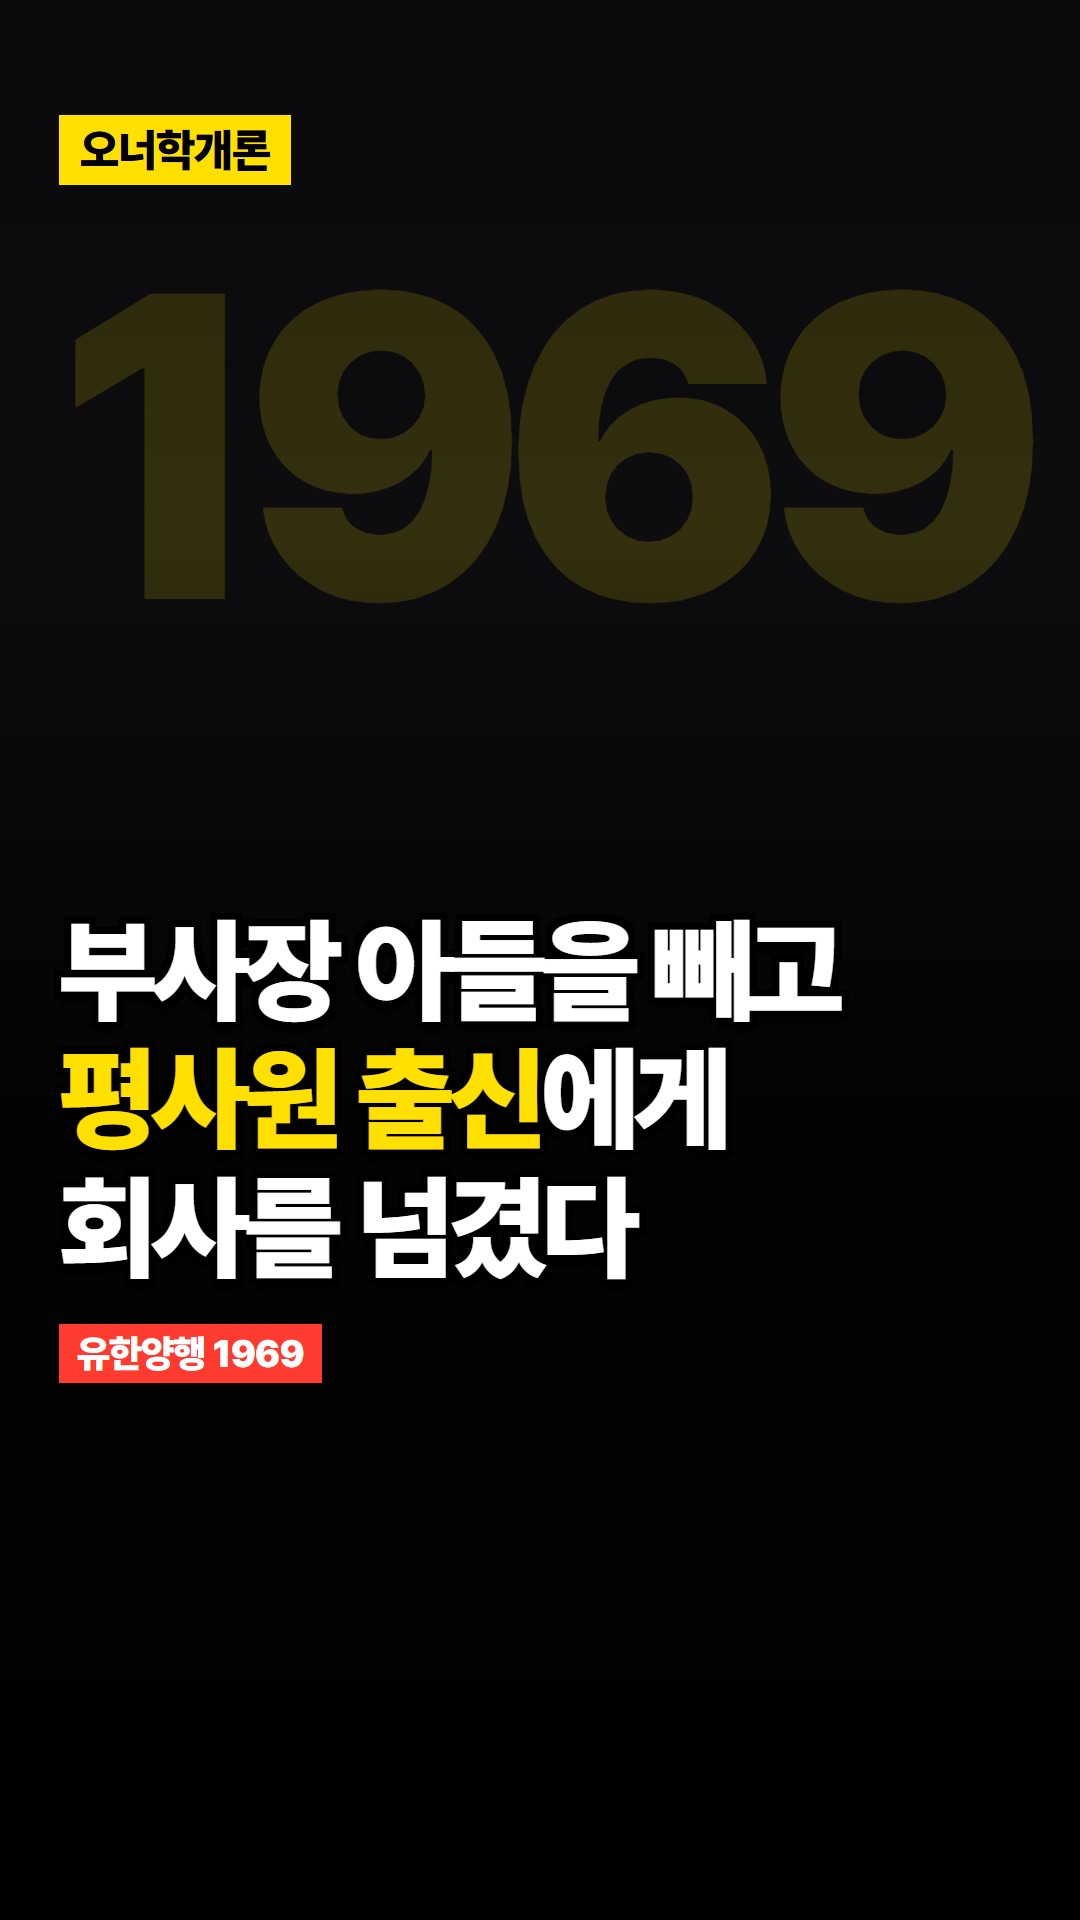 오너학개론
1969
부사장 아들을 빼고
평사원 출신에게
회사를 넘겼다
유한양행 1969